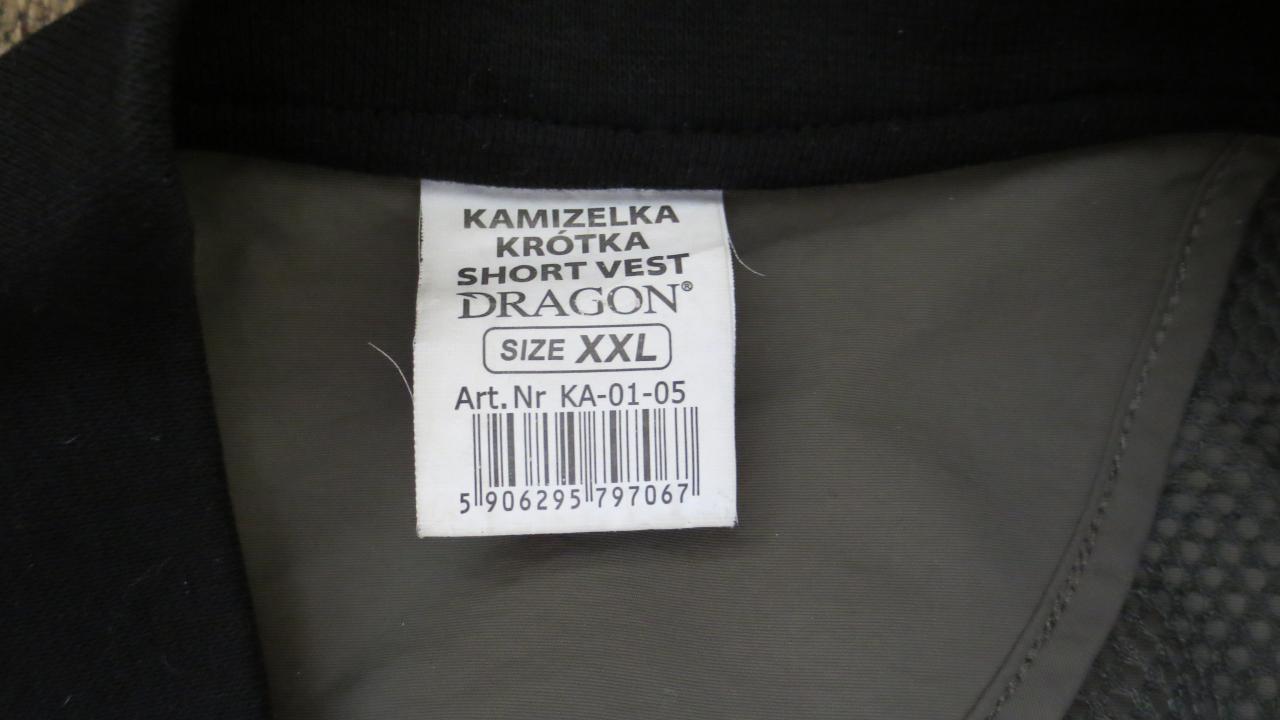 KAMIZELKA
KRÓTKA
SHORT VEST
DRAGON®
SIZE XXL
Art.Nr KA-01-05
5 906295 797067